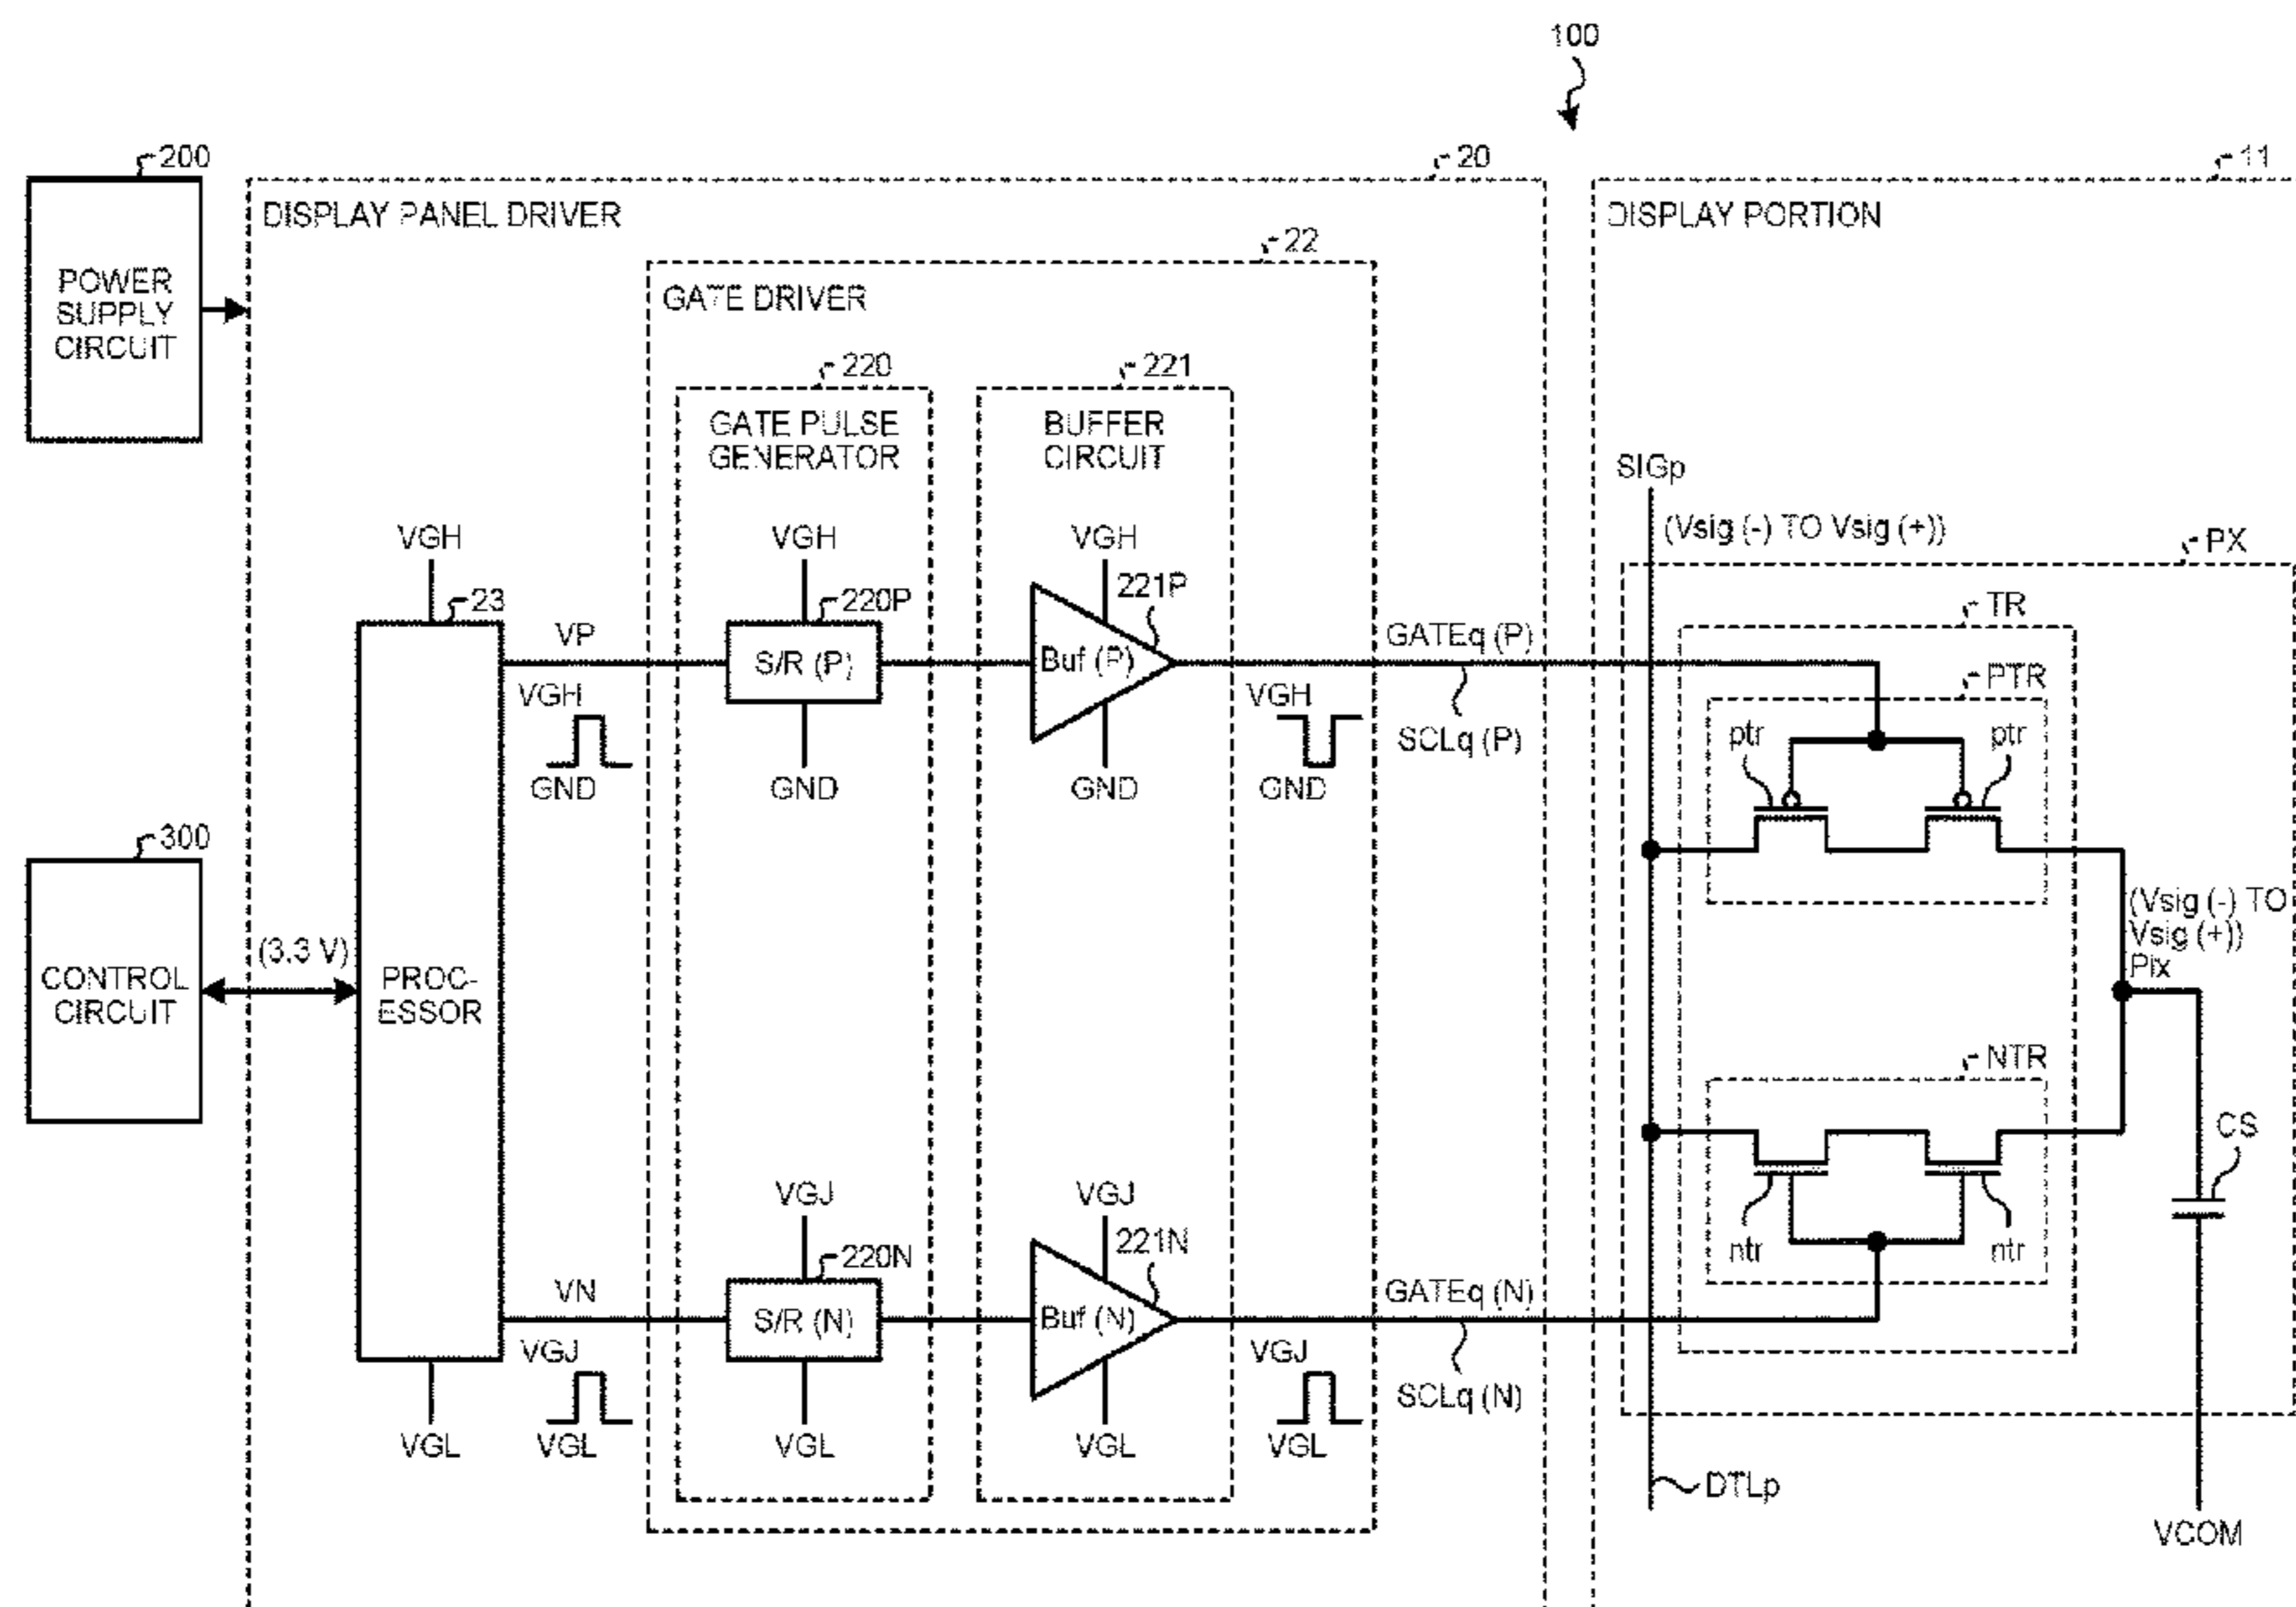 100
200
20
11
POWER
SUPPLY
CIRCUIT
DISPLAY PANEL DRIVER
DISPLAY PORTION
22
GATE DRIVER
220
221
GATE PULSE
GENERATOR
BUFFER
CIRCUIT
SIGp
(Vsig (-) TO Vsig (+))
PX
VGH
VGH
VGH
23
220P
221P
TR
VP
S/R (P)
Buf (P)
GATEq (P)
PTR
VGH
GND
GND
GND
VGH
GND
SCLq (P)
ptr
ptr
300
CONTROL
CIRCUIT
(3.3 V)
PROC-
ESSOR
(Vsig (-) TO
Vsig (+))
Pix
NTR
CS
VGJ
VGJ
220N
221N
ntr
ntr
VN
S/R (N)
Buf (N)
GATEq (N)
VGJ
VGL
VGL
VGL
VGL
VGJ
VGL
SCLq (N)
DTLp
VCOM